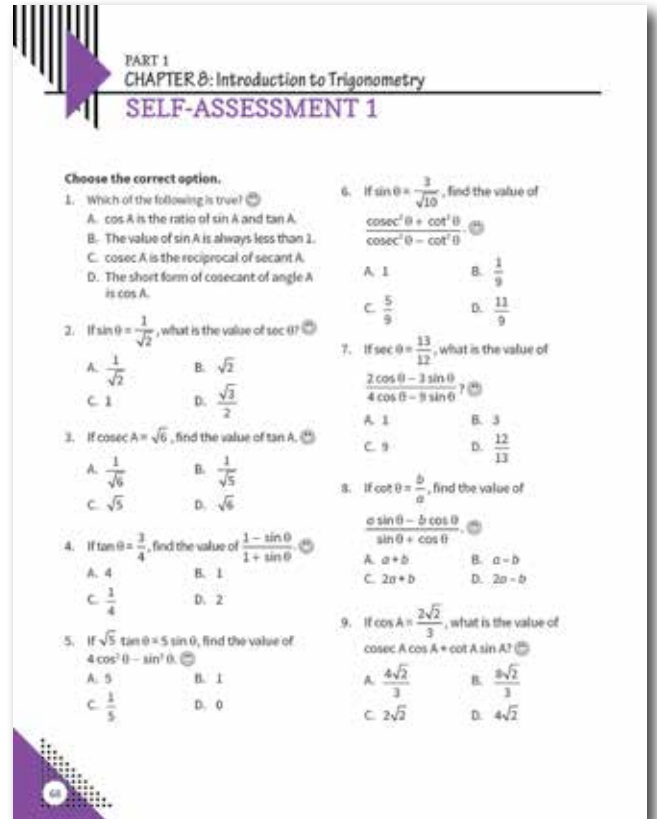 PART 1
CHAPTER 8: Introduction to Trigonometry
SELF-ASSESSMENT 1
Choose the correct option.
1. Which of the following is true?
A. cos A is the ratio of sin A and tan A.
B. The value of sin A is always less than 1.
C. cosec A is the reciprocal of secant A.
D. The short form of cosecant of angle A
is cos A.
2. If sin θ = 1/√2, what is the value of sec θ?
A. 1/√2 B. √2
C. 1 D. √3/2
3. If cosec A = √6, find the value of tan A.
A. 1/√6 B. 1/√5
C. √5 D. √6
4. If tan θ = 3/4, find the value of (1 − sin θ)/(1 + sin θ).
A. 4 B. 1
C. 1/4 D. 2
5. If √5 tan θ = 5 sin θ, find the value of
4 cos² θ − sin² θ.
A. 5 B. 1
C. 1/5 D. 0
6. If sin θ = 3/√10, find the value of
(cosec² θ + cot² θ)/(cosec² θ − cot² θ).
A. 1 B. 1/9
C. 5/9 D. 11/9
7. If sec θ = 13/12, what is the value of
(2 cos θ − 3 sin θ)/(4 cos θ − 9 sin θ)?
A. 1 B. 3
C. 9 D. 12/13
8. If cot θ = b/a, find the value of
(a sin θ − b cos θ)/(sin θ + cos θ).
A. a + b B. a − b
C. 2a + b D. 2a − b
9. If cos A = 2√2/3, what is the value of
cosec A cos A + cot A sin A?
A. 4√2/3 B. 8√2/3
C. 2√2 D. 4√2
68